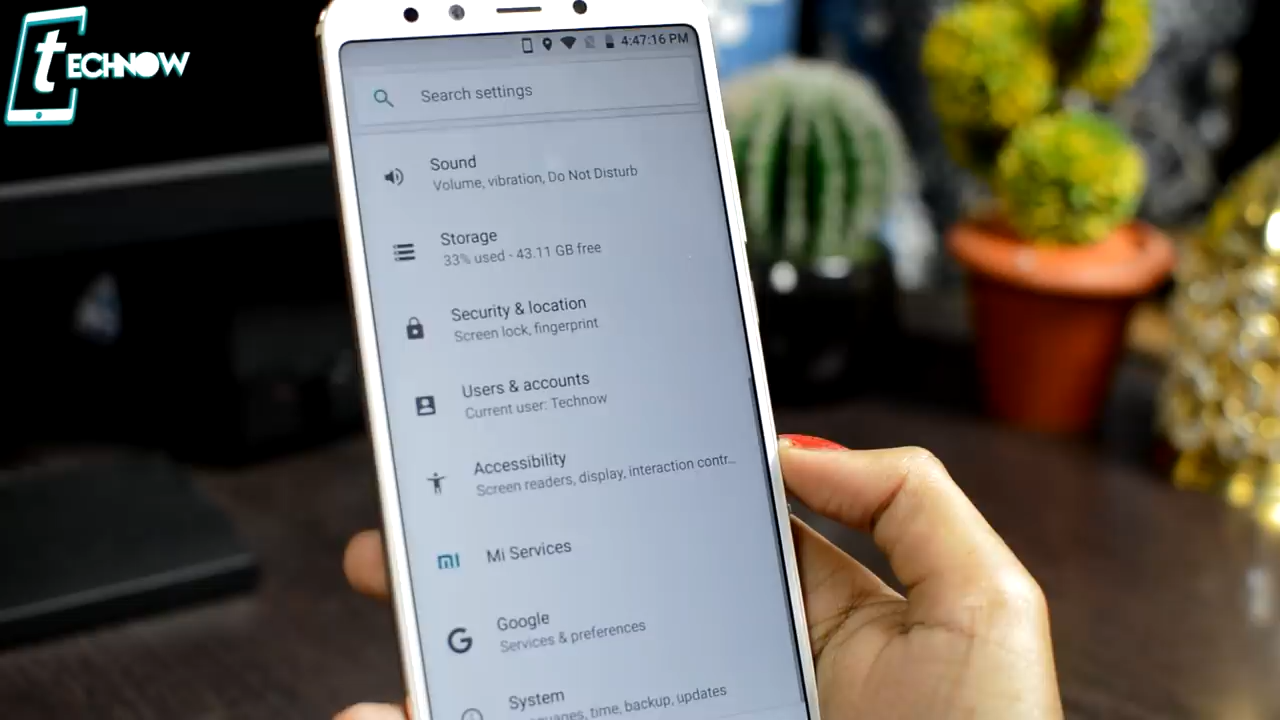 tECHNOW
4:47:16 PM
Search settings
Sound
Volume, vibration, Do Not Disturb
Storage
33% used - 43.11 GB free
Security & location
Screen lock, fingerprint
Users & accounts
Current user: Technow
Accessibility
Screen readers, display, interaction contr...
mi Mi Services
G Google
Services & preferences
System
time, backup, updates